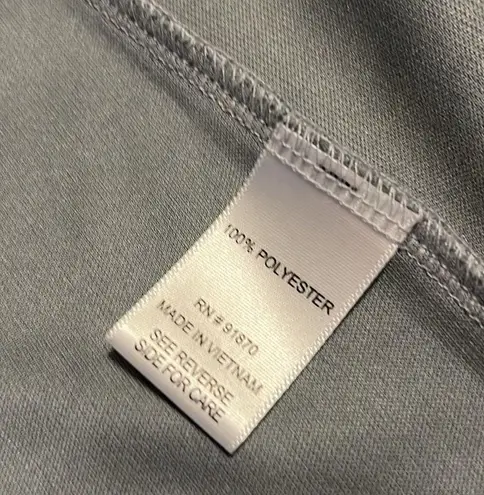 100% POLYESTER
RN # 91870
MADE IN VIETNAM
SEE REVERSE
SIDE FOR CARE